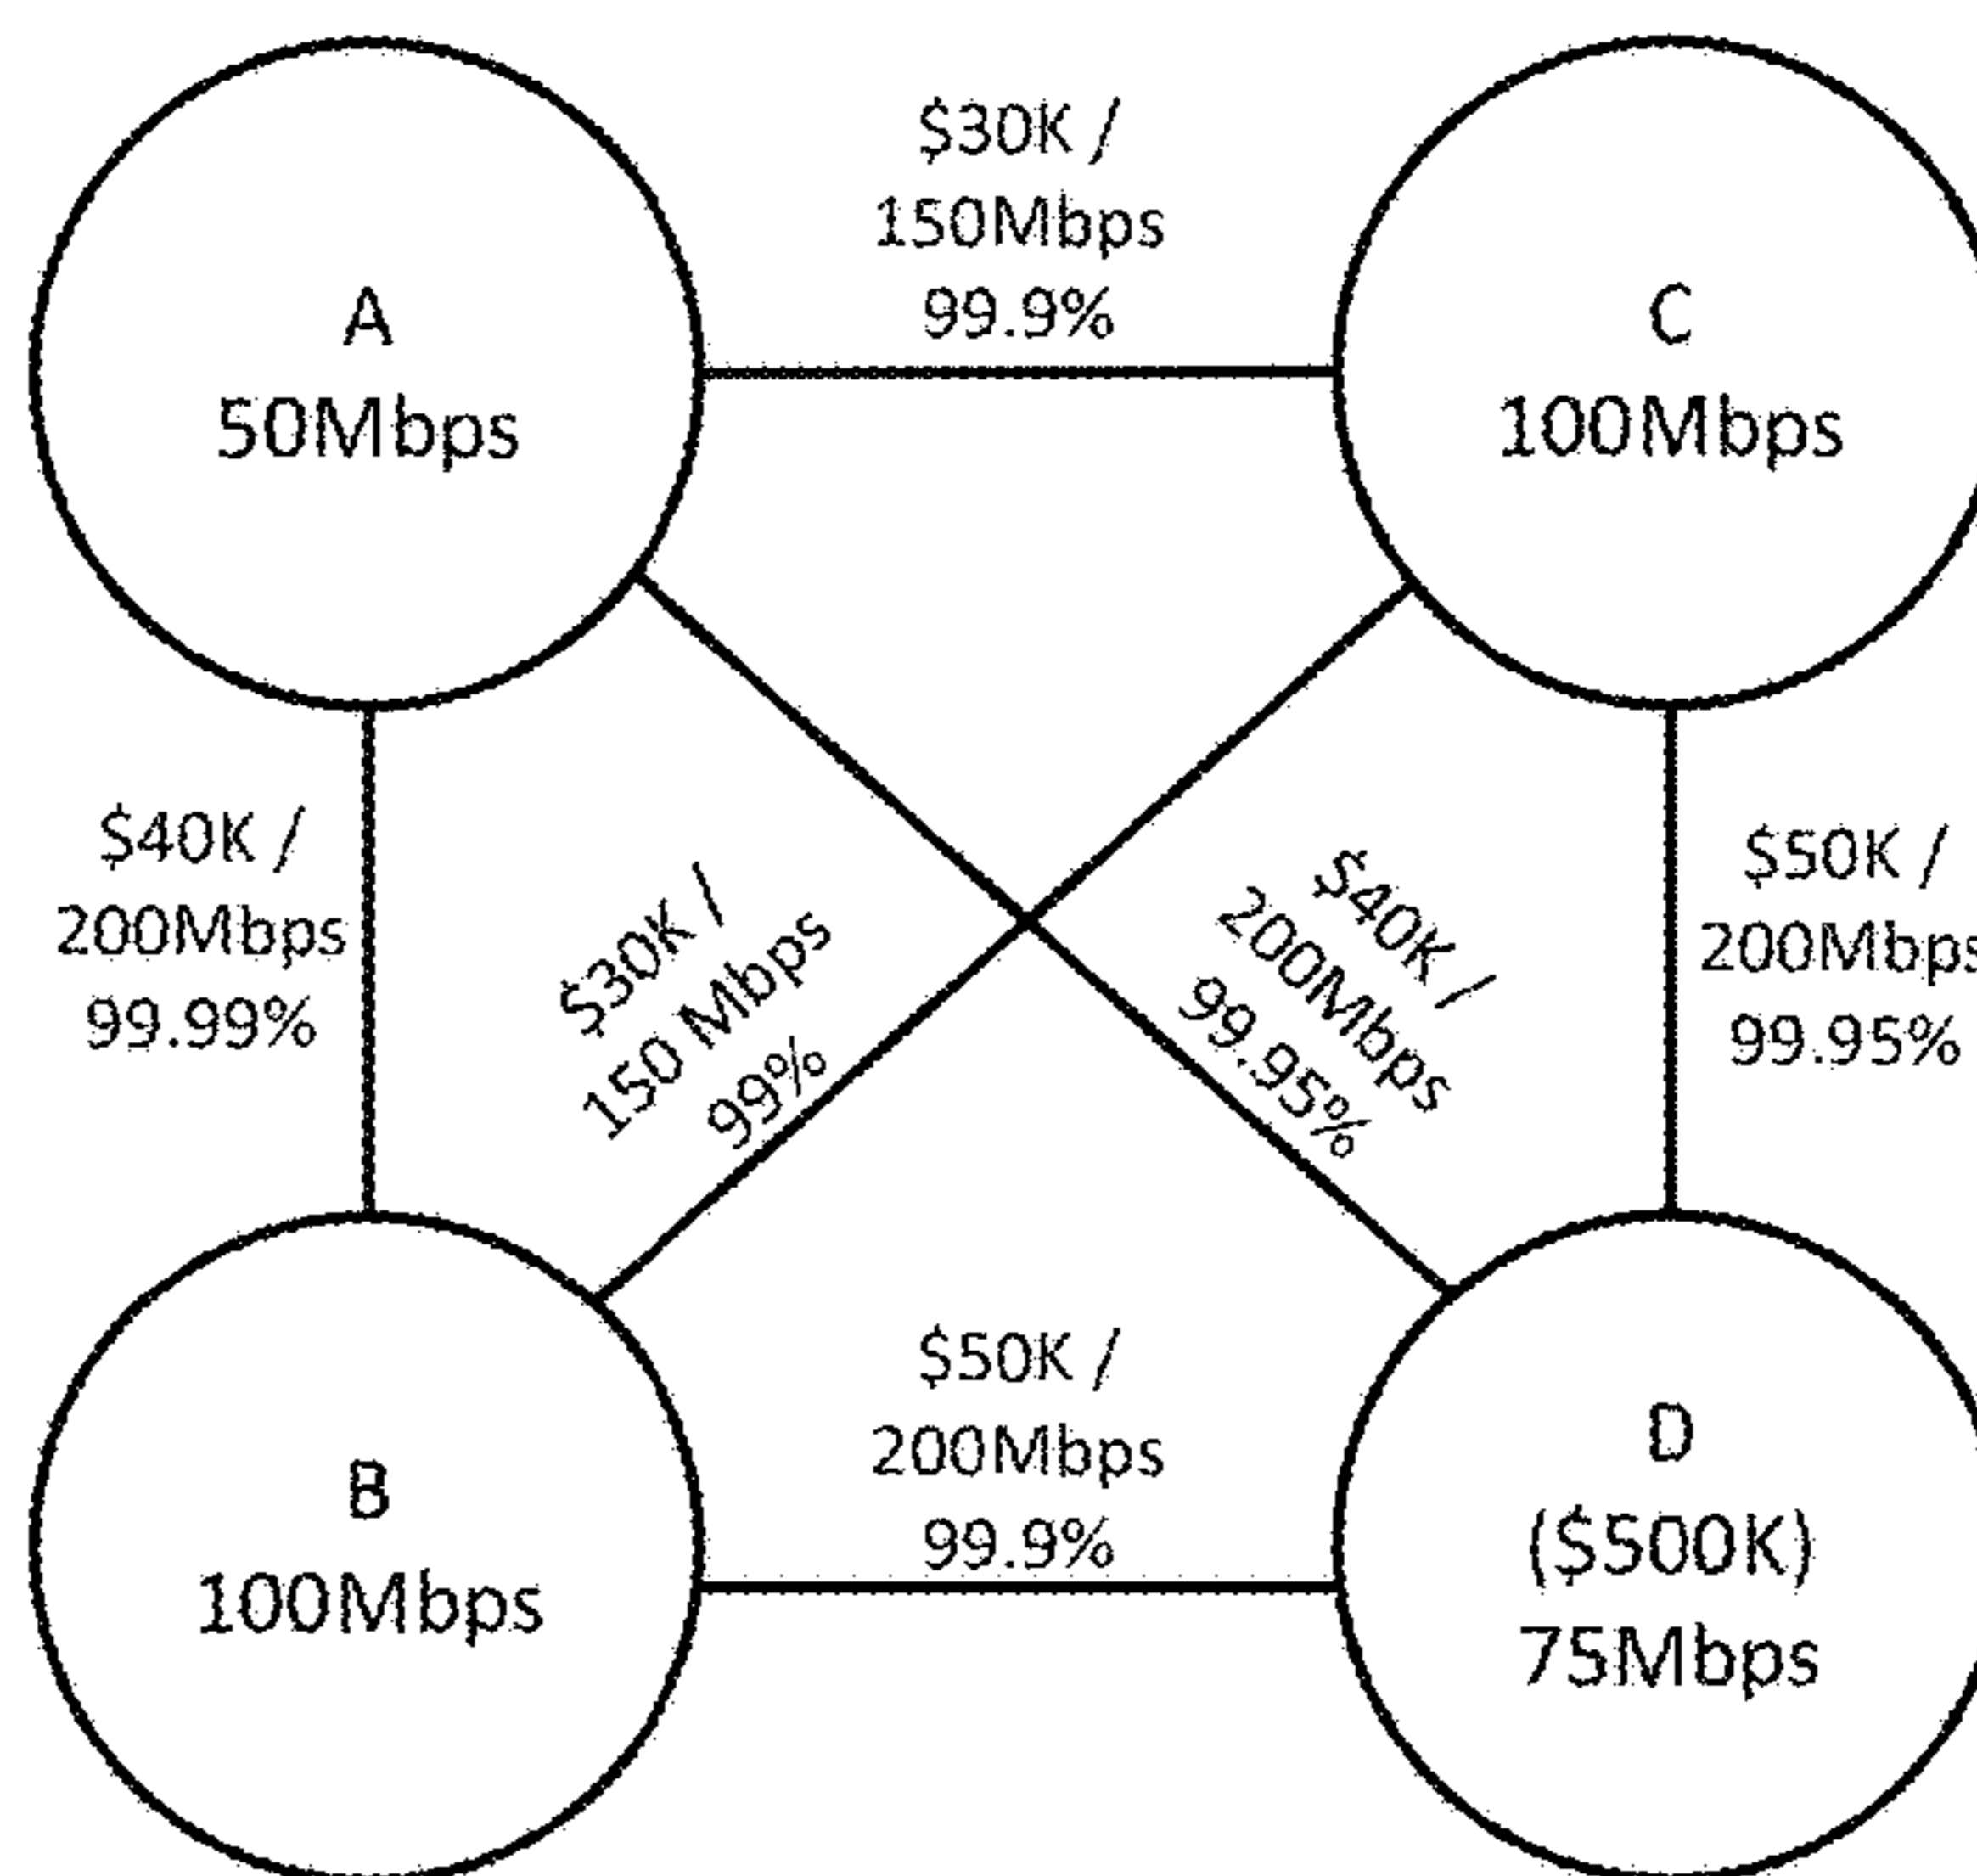 A
50Mbps
$30K /
150Mbps
99.9%
C
100Mbps
$40K /
200Mbps
99.99%
$30K /
150 Mbps
99%
$40K /
200Mbps
99.95%
$50K /
200Mbps
99.95%
B
100Mbps
$50K /
200Mbps
99.9%
D
($500K)
75Mbps